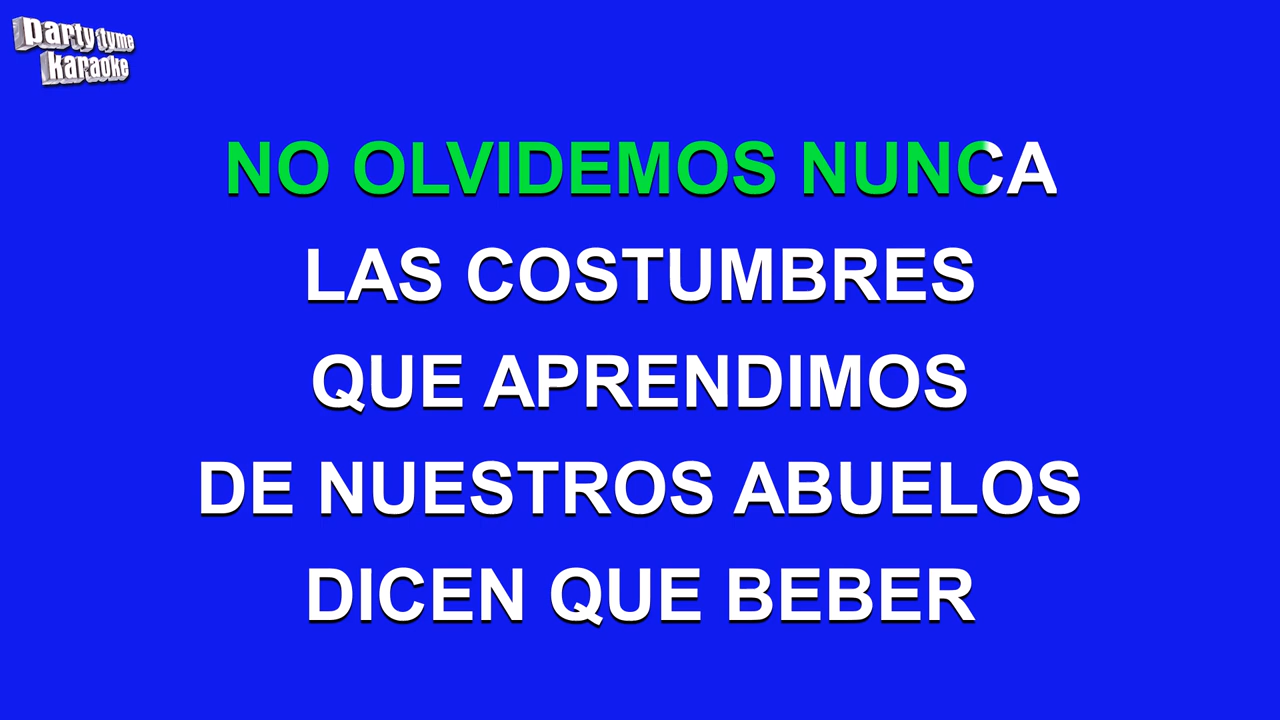 party tyme
karaoke
NO OLVIDEMOS NUNCA
LAS COSTUMBRES
QUE APRENDIMOS
DE NUESTROS ABUELOS
DICEN QUE BEBER